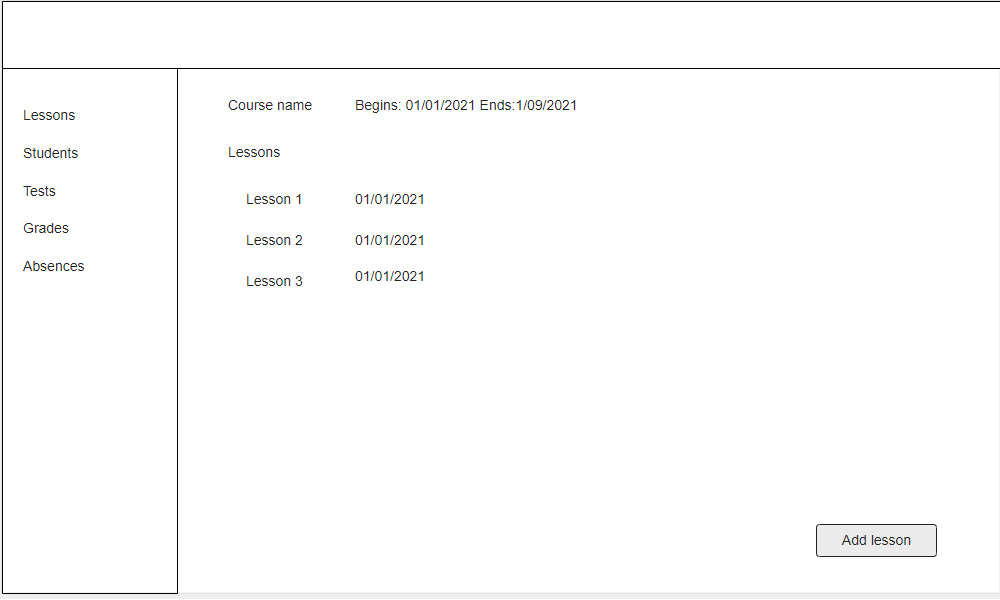 Lessons
Students
Tests
Grades
Absences
Course name Begins: 01/01/2021 Ends:1/09/2021
Lessons
Lesson 1 01/01/2021
Lesson 2 01/01/2021
Lesson 3 01/01/2021
Add lesson